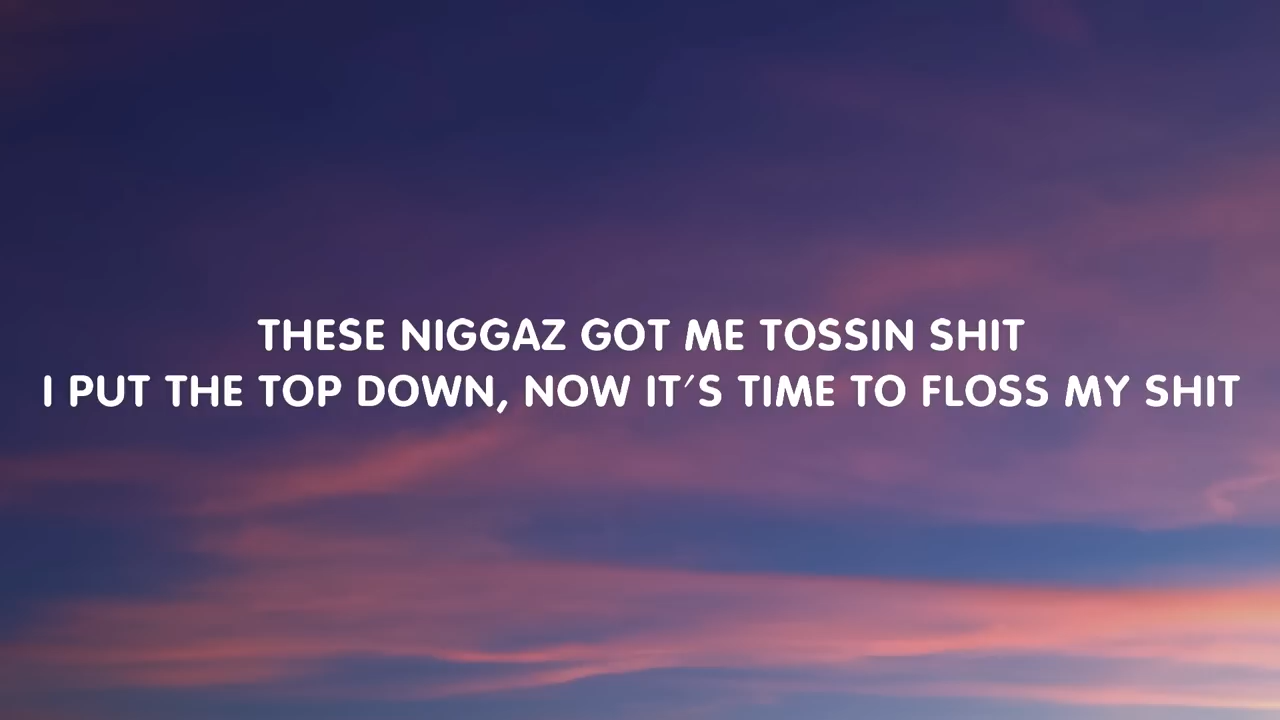 THESE NIGGAZ GOT ME TOSSIN SHIT
I PUT THE TOP DOWN, NOW IT′S TIME TO FLOSS MY SHIT